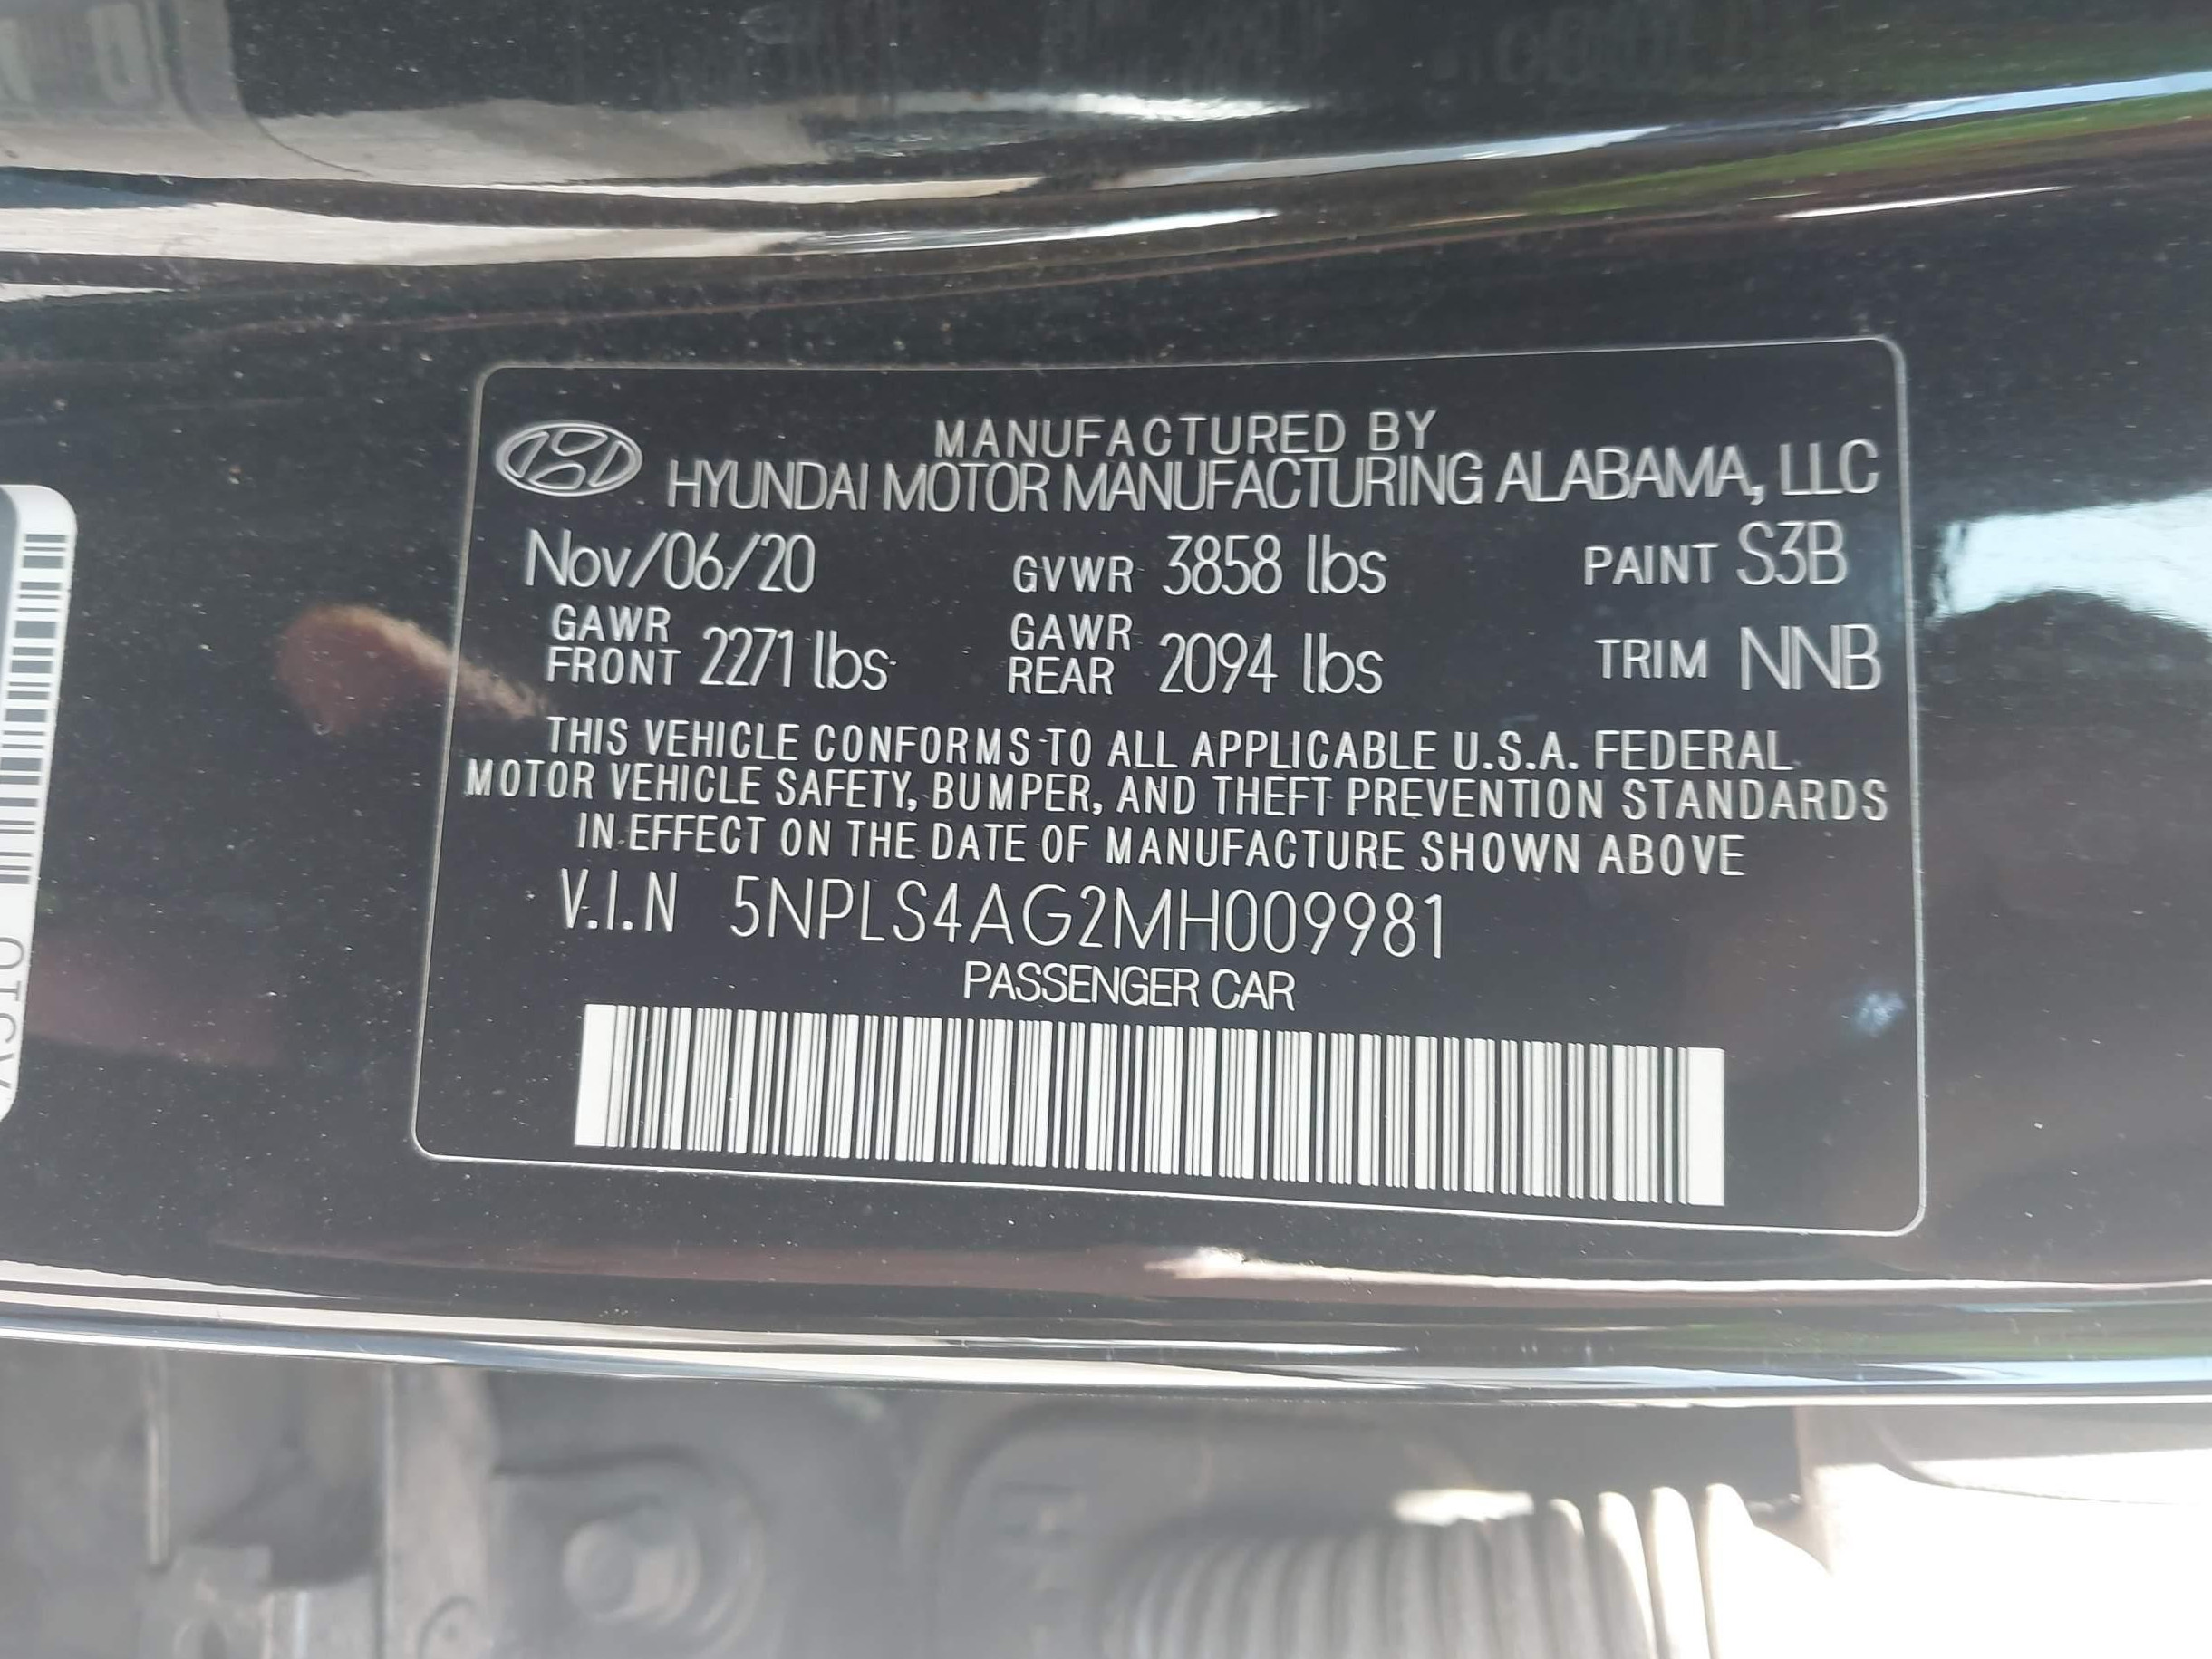 MANUFACTURED BY
HYUNDAI MOTOR MANUFACTURING ALABAMA, LLC
Nov/06/20 GVWR 3858 lbs PAINT S3B
GAWR FRONT 2271 lbs GAWR REAR 2094 lbs TRIM NNB
THIS VEHICLE CONFORMS TO ALL APPLICABLE U.S.A. FEDERAL
MOTOR VEHICLE SAFETY, BUMPER, AND THEFT PREVENTION STANDARDS
IN EFFECT ON THE DATE OF MANUFACTURE SHOWN ABOVE
V.I.N 5NPLS4AG2MH009981
PASSENGER CAR